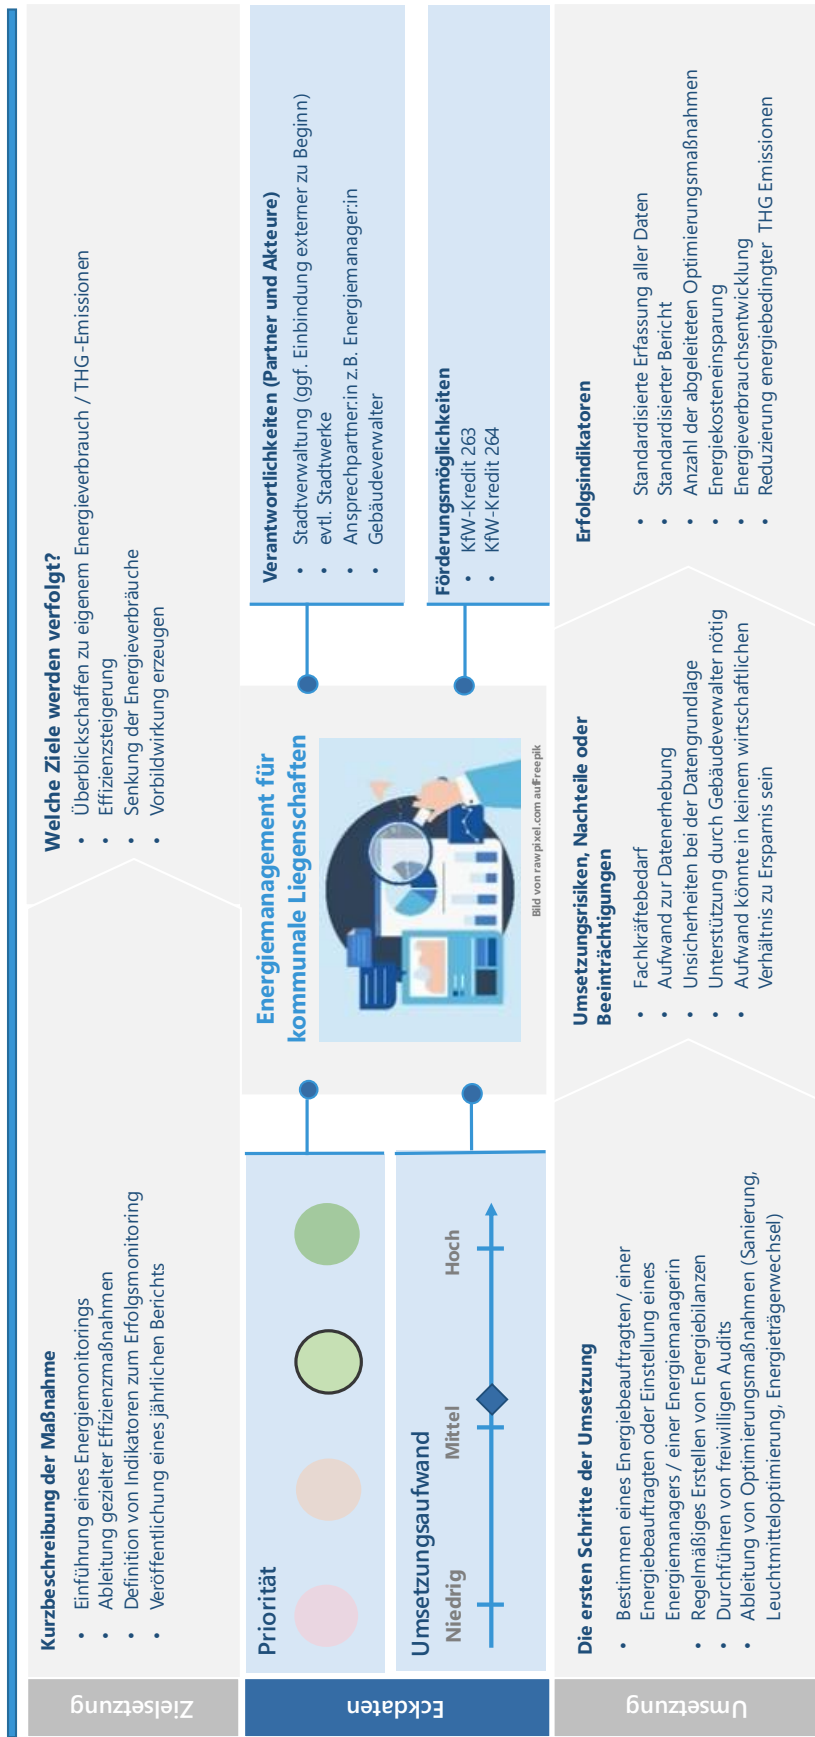 Zielsetzung
Kurzbeschreibung der Maßnahme
• Einführung eines Energiemonitorings
• Ableitung gezielter Effizienzmaßnahmen
• Definition von Indikatoren zum Erfolgsmonitoring
• Veröffentlichung eines jährlichen Berichts
Welche Ziele werden verfolgt?
• Überblickschaffen zu eigenem Energieverbrauch / THG-Emissionen
• Effizienzsteigerung
• Senkung der Energieverbräuche
• Vorbildwirkung erzeugen
Eckdaten
Priorität
Umsetzungsaufwand
Niedrig Mittel Hoch
Energiemanagement für
kommunale Liegenschaften
Bild von rawpixel.com auf Freepik
Verantwortlichkeiten (Partner und Akteure)
• Stadtverwaltung (ggf. Einbindung externer zu Beginn)
• evtl. Stadtwerke
• Ansprechpartner:in z.B. Energiemanager:in
• Gebäudeverwalter
Förderungsmöglichkeiten
• KfW-Kredit 263
• KfW-Kredit 264
Umsetzung
Die ersten Schritte der Umsetzung
• Bestimmen eines Energiebeauftragten/ einer
Energiebeauftragten oder Einstellung eines
Energiemanagers / einer Energiemanagerin
• Regelmäßiges Erstellen von Energiebilanzen
• Durchführen von freiwilligen Audits
• Ableitung von Optimierungsmaßnahmen (Sanierung,
Leuchtmitteloptimierung, Energieträgerwechsel)
Umsetzungsrisiken, Nachteile oder
Beeinträchtigungen
• Fachkräftebedarf
• Aufwand zur Datenerhebung
• Unsicherheiten bei der Datengrundlage
• Unterstützung durch Gebäudeverwalter nötig
• Aufwand könnte in keinem wirtschaftlichen
Verhältnis zu Ersparnis sein
Erfolgsindikatoren
• Standardisierte Erfassung aller Daten
• Standardisierter Bericht
• Anzahl der abgeleiteten Optimierungsmaßnahmen
• Energiekosteneinsparung
• Energieverbrauchsentwicklung
• Reduzierung energiebedingter THG Emissionen